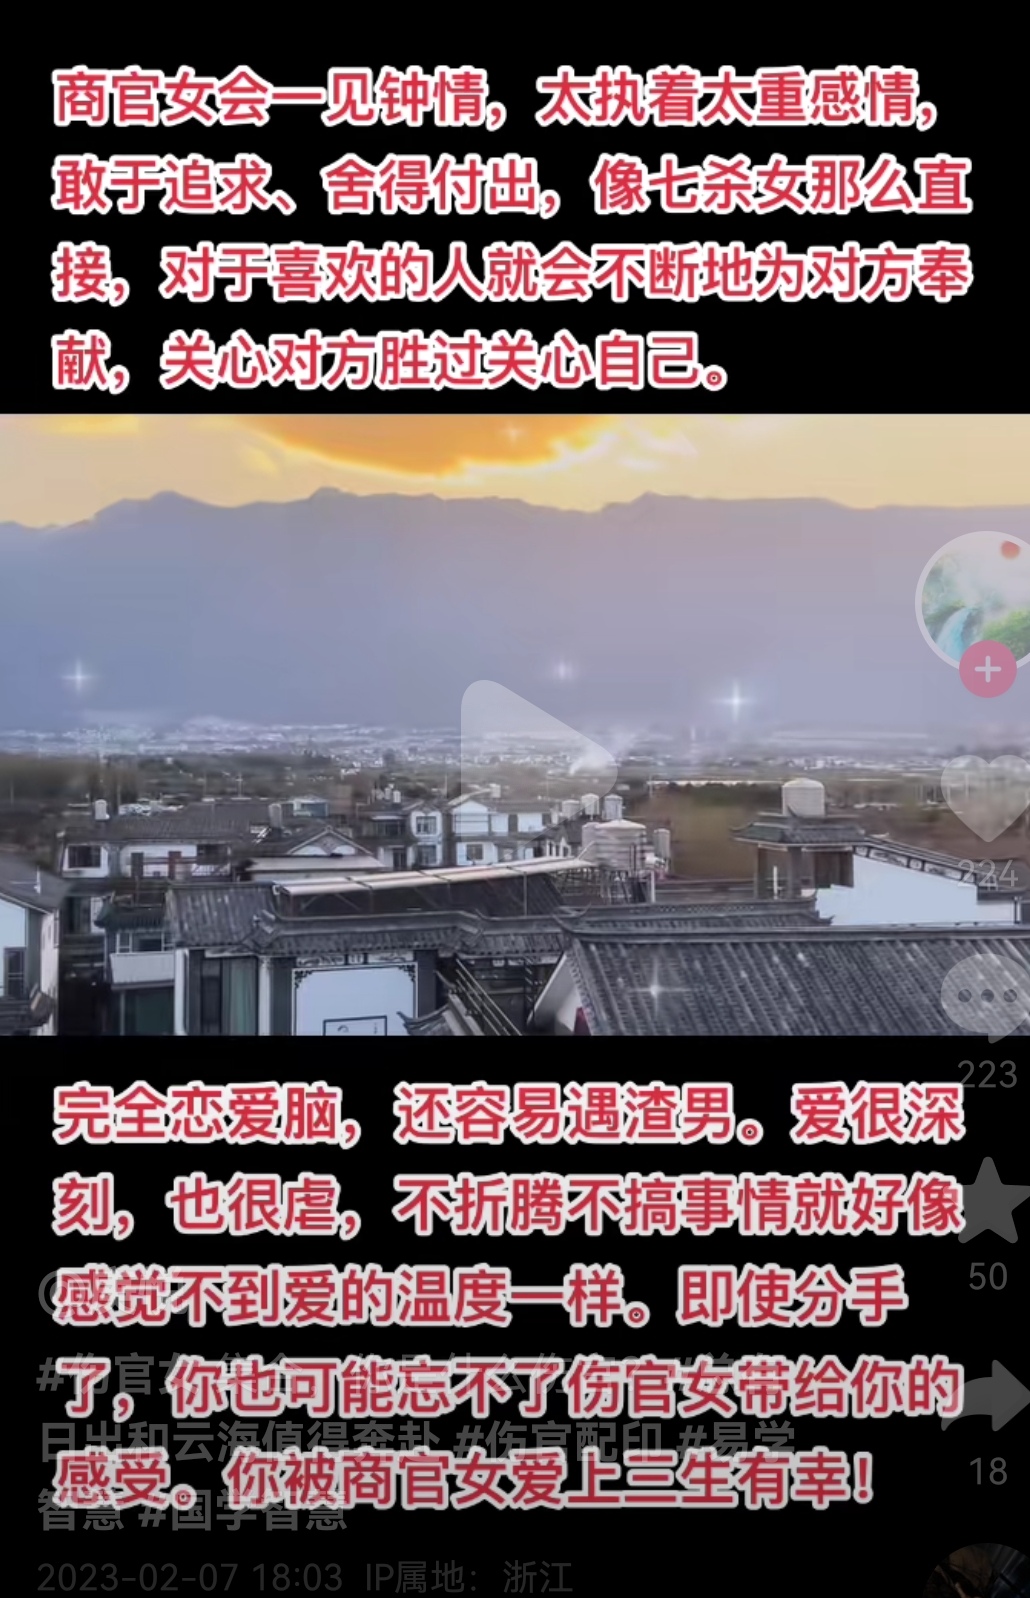 商官女会一见钟情，太执着太重感情，
敢于追求、舍得付出，像七杀女那么直
接，对于喜欢的人就会不断地为对方奉
献，关心对方胜过关心自己。
224
223
完全恋爱脑，还容易遇渣男。爱很深
刻，也很虐，不折腾不搞事情就好像
感觉不到爱的温度一样。即使分手
50
了，你也可能忘不了伤官女带给你的
日出和云海值得奔赴 #伤官配印 #易学
感受。你被商官女爱上三生有幸！
18
智慧 #国学智慧
2023-02-07 18:03 IP属地：浙江